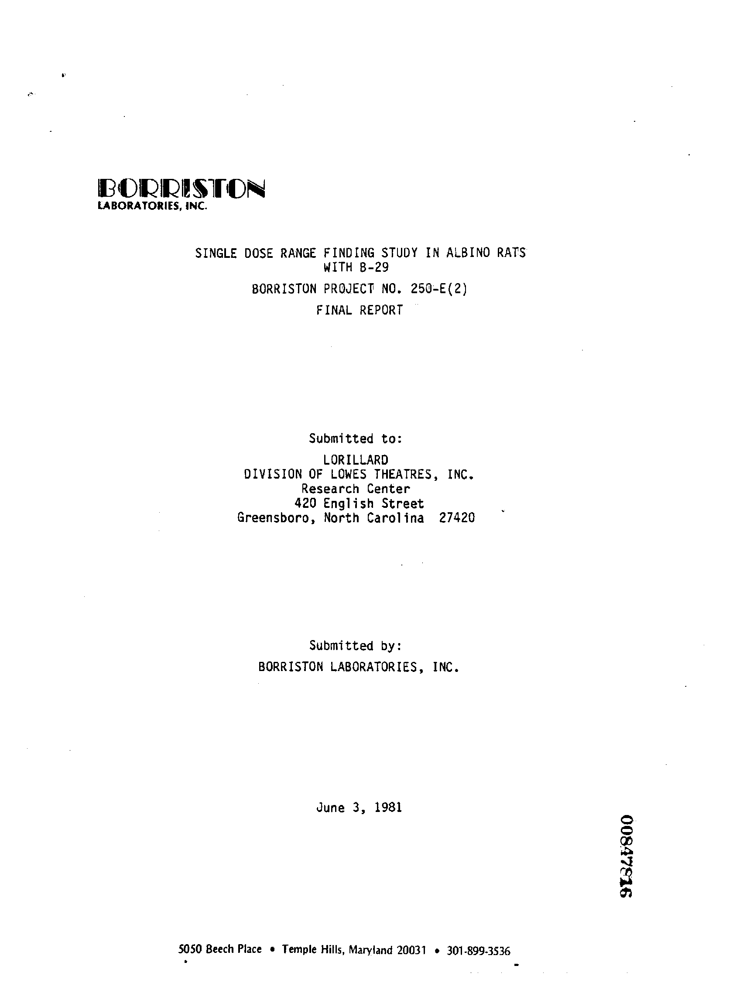 BORRISTON
LABORATORIES, INC.
SINGLE DOSE RANGE FINDING STUDY IN ALBINO RATS
WITH B-29
BORRISTON PROJECT NO. 250-E(2)
FINAL REPORT
Submitted to:
LORILLARD
DIVISION OF LOWES THEATRES, INC.
Research Center
420 English Street
Greensboro, North Carolina 27420
Submitted by:
BORRISTON LABORATORIES, INC.
June 3, 1981
00847816
5050 Beech Place • Temple Hills, Maryland 20031 • 301-899-3536